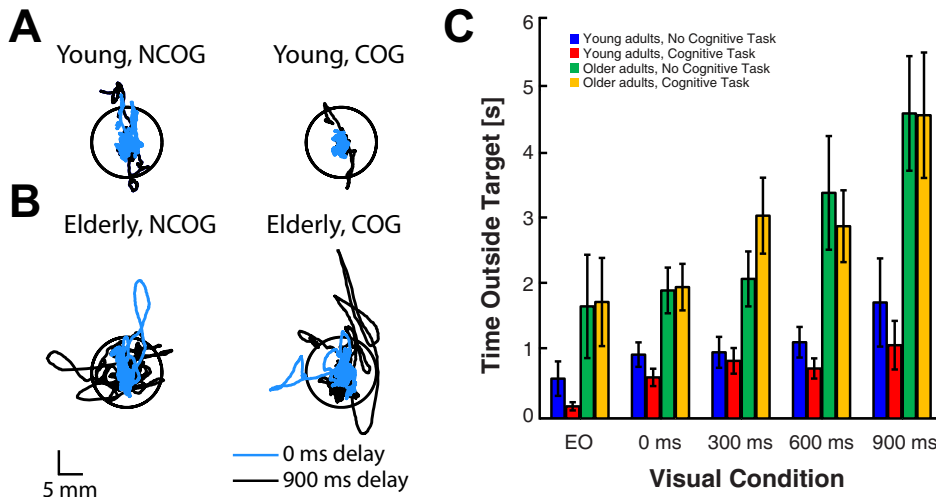 A
Young, NCOG
Young, COG
B
Elderly, NCOG
Elderly, COG
5 mm
0 ms delay
900 ms delay
C
Time Outside Target [s]
6
5
4
3
2
1
0
Young adults, No Cognitive Task
Young adults, Cognitive Task
Older adults, No Cognitive Task
Older adults, Cognitive Task
EO
0 ms
300 ms
600 ms
900 ms
Visual Condition